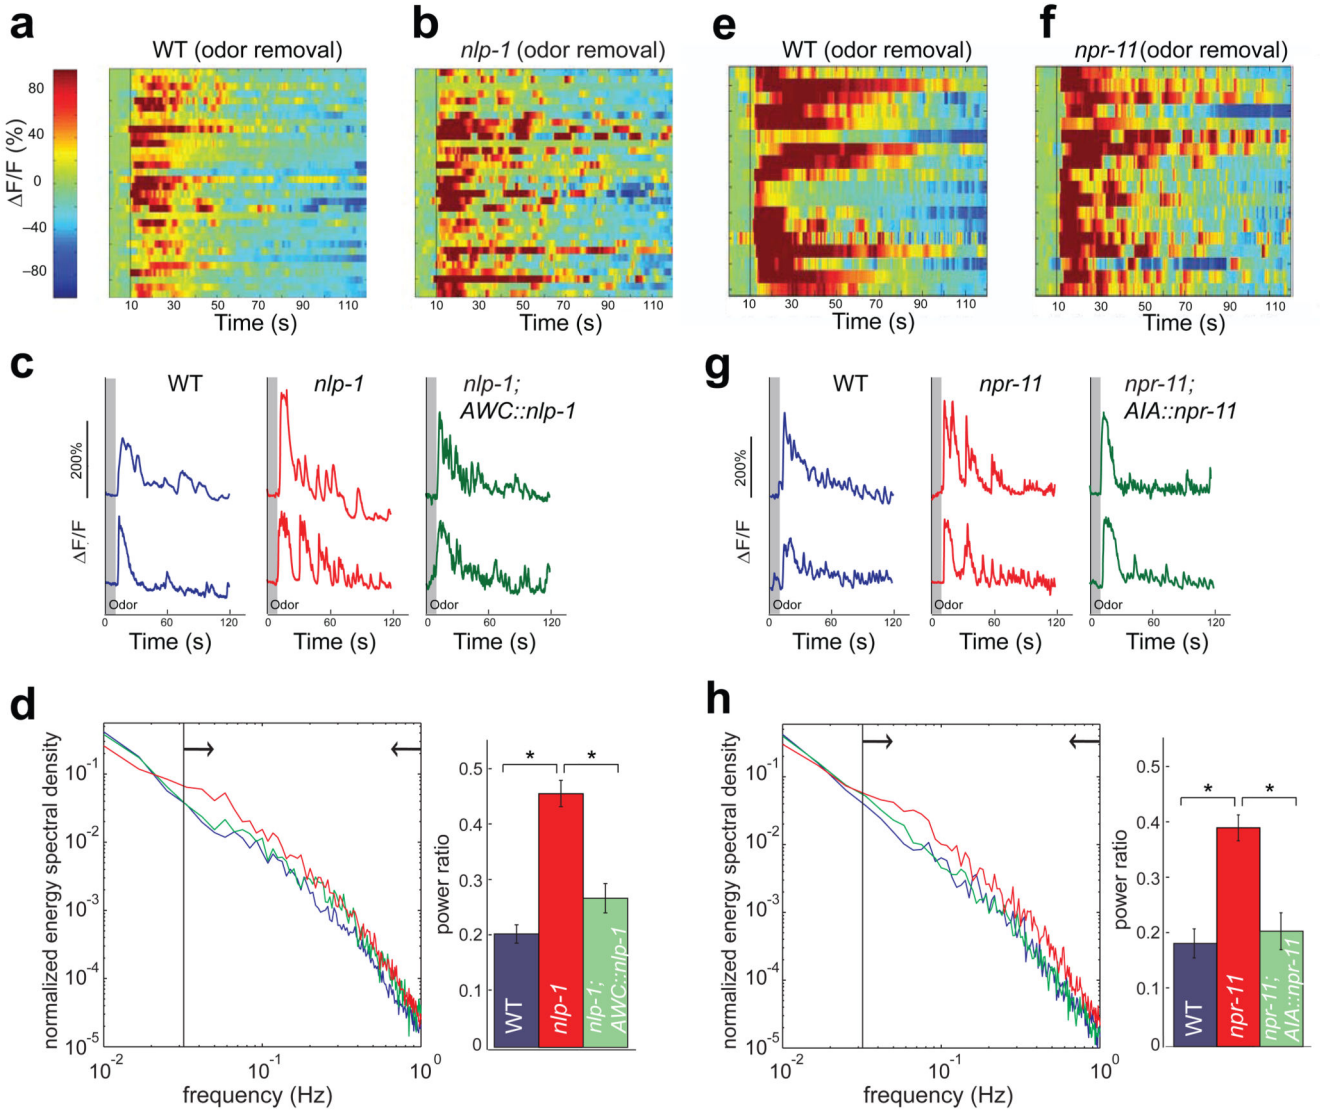 a
WT (odor removal)
ΔF/F (%)
80
40
0
–40
–80
10 30 50 70 90 110
Time (s)
b
nlp-1 (odor removal)
10 30 50 70 90 110
Time (s)
e
WT (odor removal)
10 30 50 70 90 110
Time (s)
f
npr-11(odor removal)
10 30 50 70 90 110
Time (s)
c
WT
nlp-1
nlp-1;
AWC::nlp-1
200%
ΔF/F
Odor
Odor
Odor
0 60 120
0 60 120
0 60 120
Time (s)
Time (s)
Time (s)
g
WT
npr-11
npr-11;
AIA::npr-11
200%
ΔF/F
Odor
Odor
Odor
0 60 120
0 60 120
0 60 120
Time (s)
Time (s)
Time (s)
d
normalized energy spectral density
10-1
10-2
10-3
10-4
10-5
10-2 10-1 100
frequency (Hz)
power ratio
0.5
0.4
0.3
0.2
0.1
0
* *
WT
nlp-1
nlp-1;
AWC::nlp-1
h
normalized energy spectral density
10-1
10-2
10-3
10-4
10-5
10-2 10-1 100
frequency (Hz)
power ratio
0.5
0.4
0.3
0.2
0.1
0
* *
WT
npr-11
npr-11;
AIA::npr-11